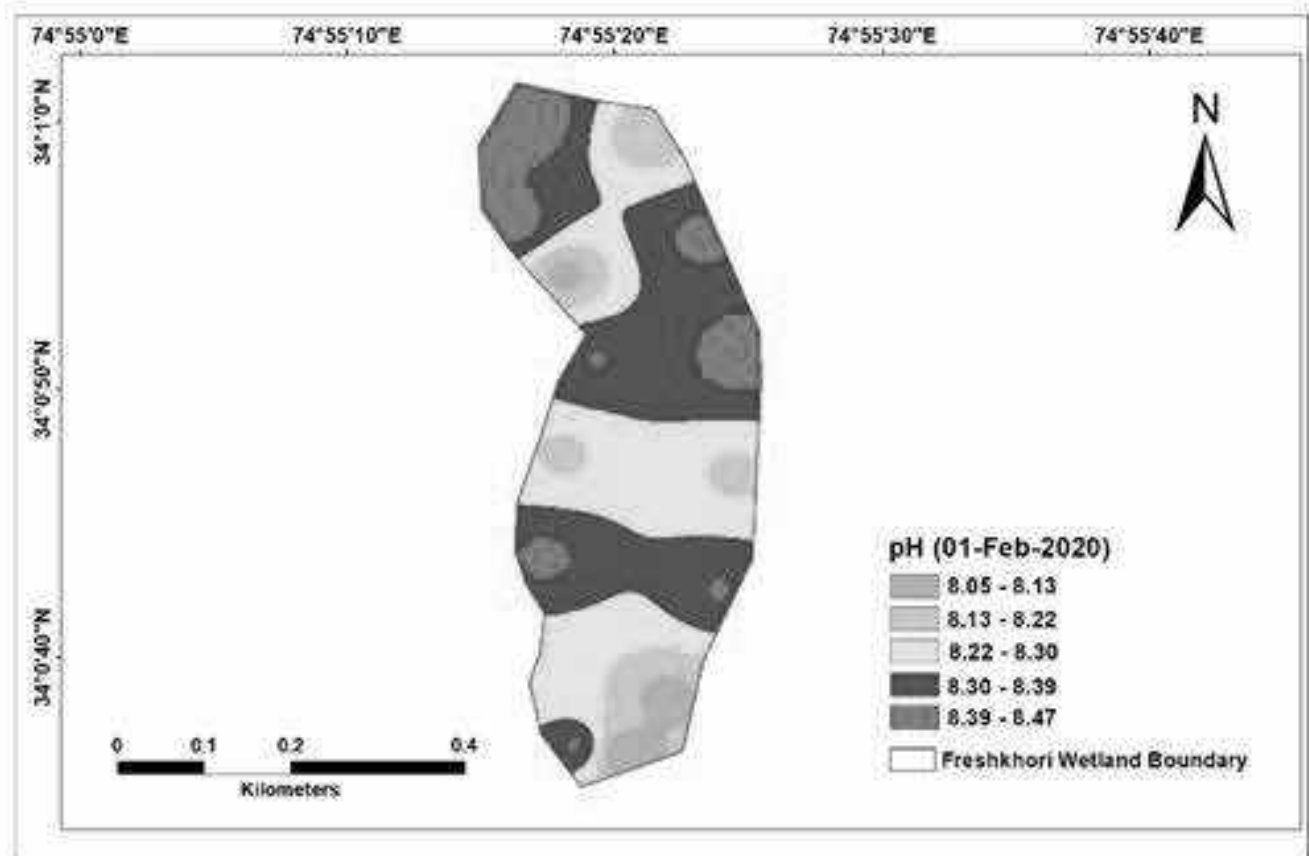 74°55'0"E 74°55'10"E 74°55'20"E 74°55'30"E 74°55'40"E
N
34°1'0"N
34°0'50"N
34°0'40"N
pH (01-Feb-2020)
8.05 - 8.13
8.13 - 8.22
8.22 - 8.30
8.30 - 8.39
8.39 - 8.47
Freshkhori Wetland Boundary
0 0.1 0.2 0.4
Kilometers